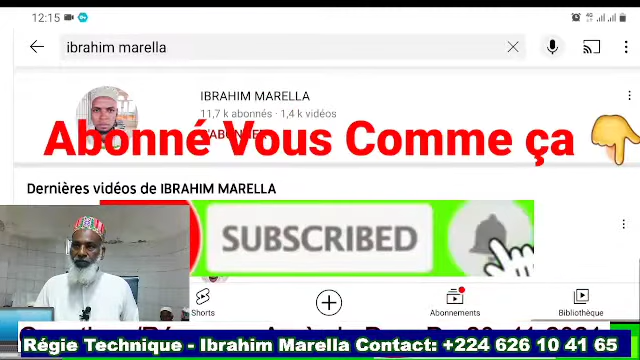 12:15
ibrahim marella
IBRAHIM MARELLA
11,7 k abonnés · 1,4 k vidéos
Abonné Vous Comme ça
Dernières vidéos de IBRAHIM MARELLA
SUBSCRIBED
Shorts
Abonnements
Bibliothèque
Régie Technique - Ibrahim Marella Contact: +224 626 10 41 65